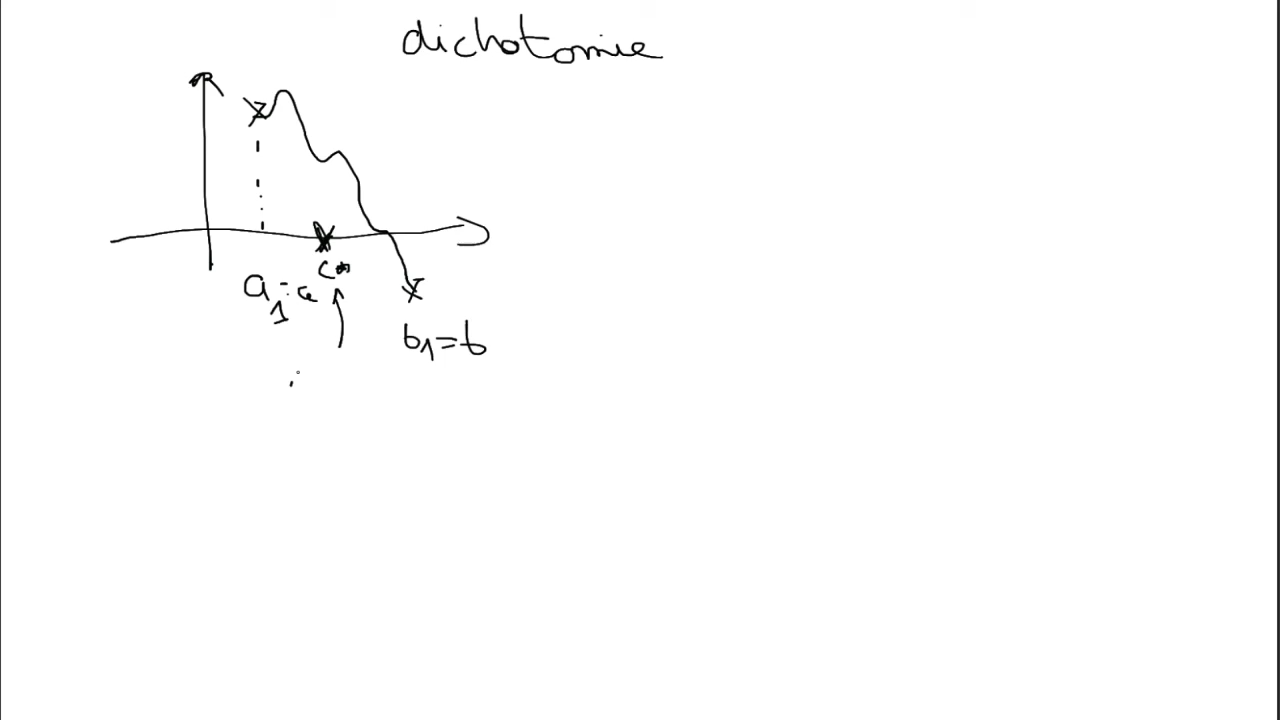 dichotomie
a₁ = a
b₁ = b